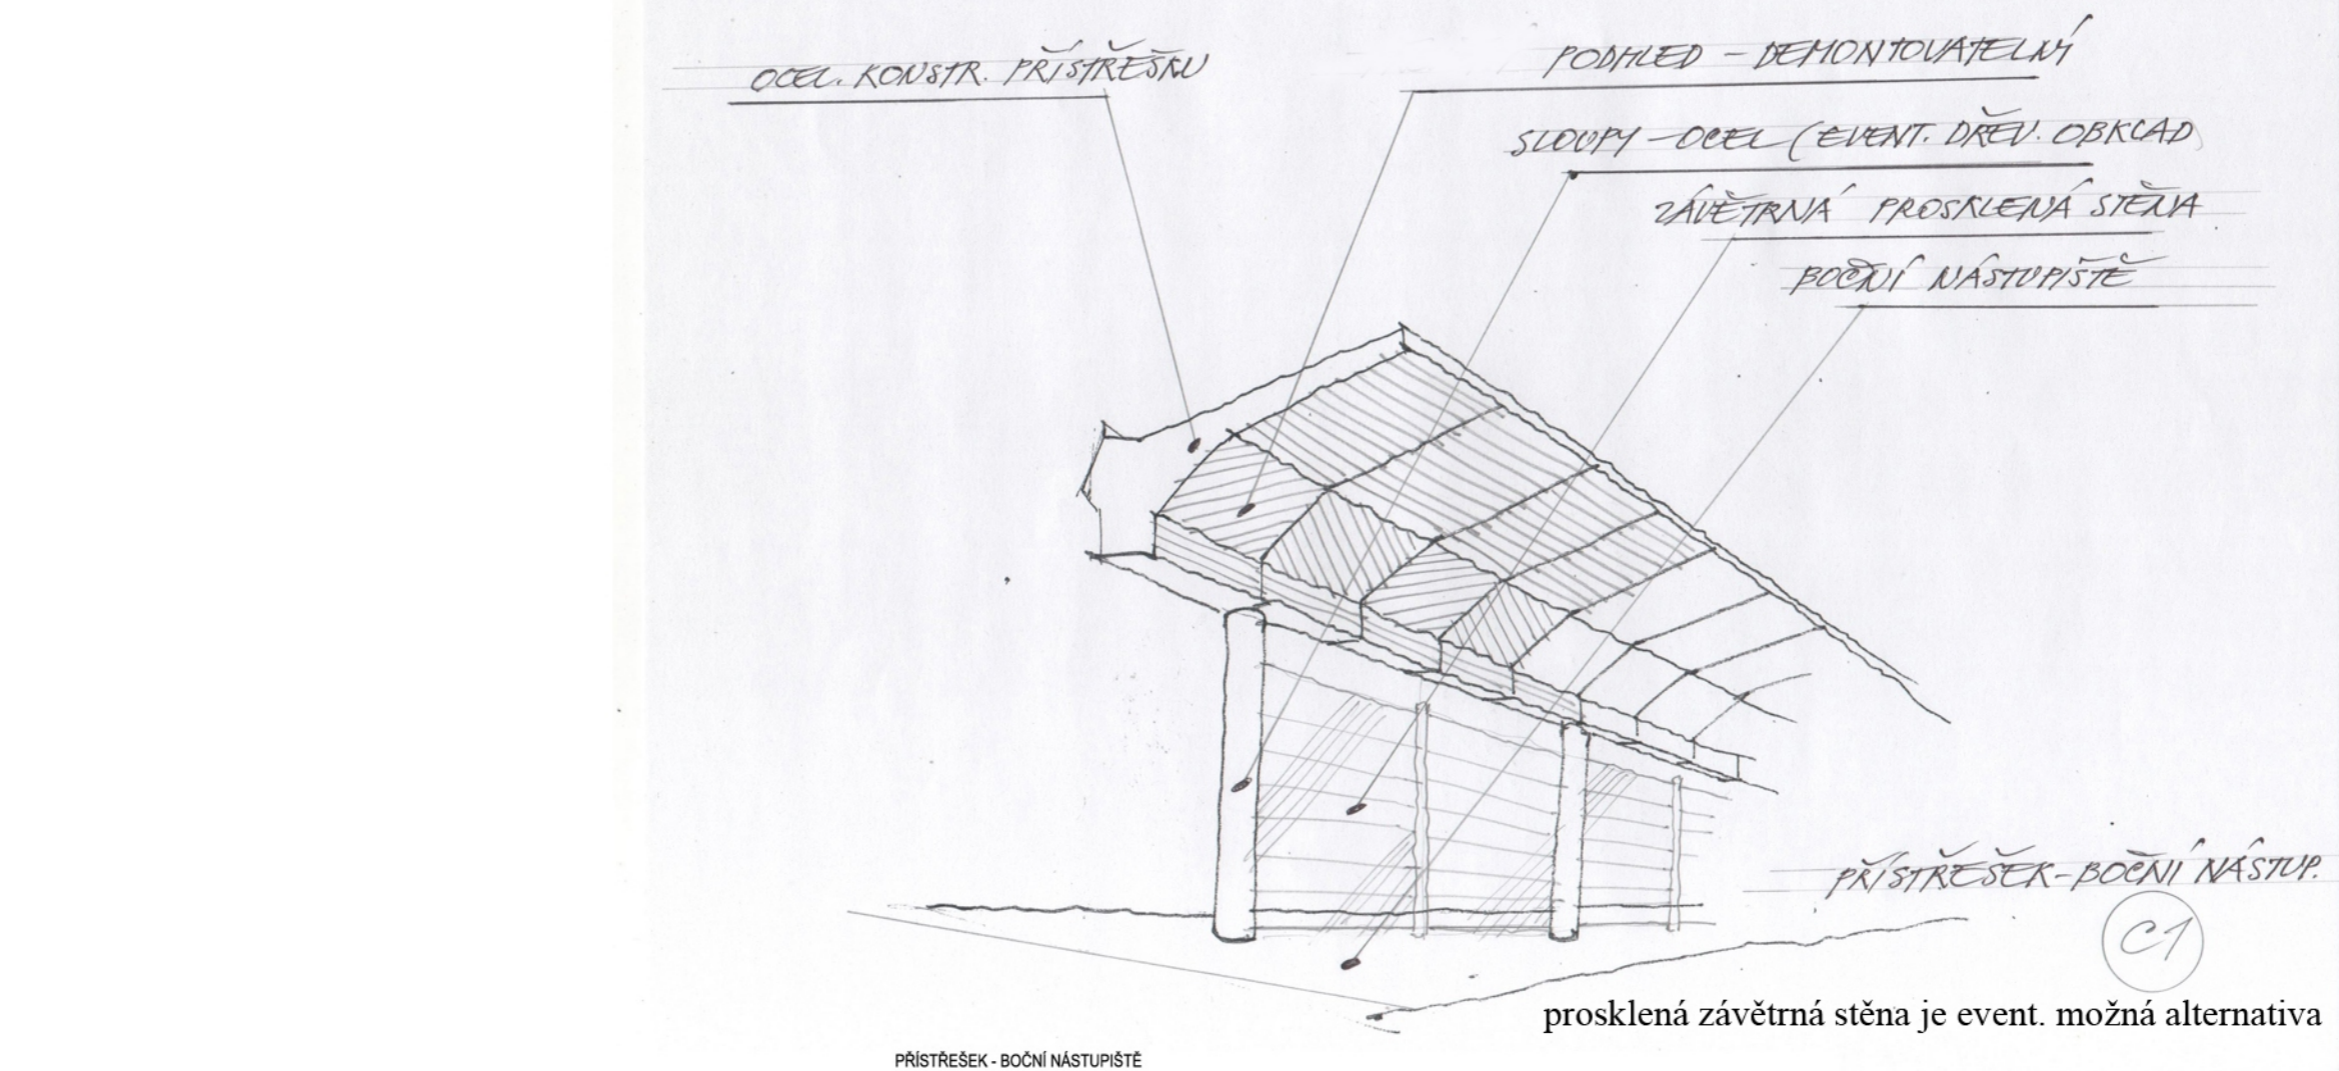 OCEL. KONSTR. PŘÍSTŘEŠKU
PODHLED - DEMONTOVATELNÝ
SLOUPY - OCEL (EVENT. DŘEV. OBKLAD)
ZÁVĚTRNÁ PROSKLENÁ STĚNA
BOČNÍ NÁSTUPIŠTĚ
PŘÍSTŘEŠEK - BOČNÍ NÁSTUP.
C1
prosklená závětrná stěna je event. možná alternativa
PŘÍSTŘEŠEK - BOČNÍ NÁSTUPIŠTĚ